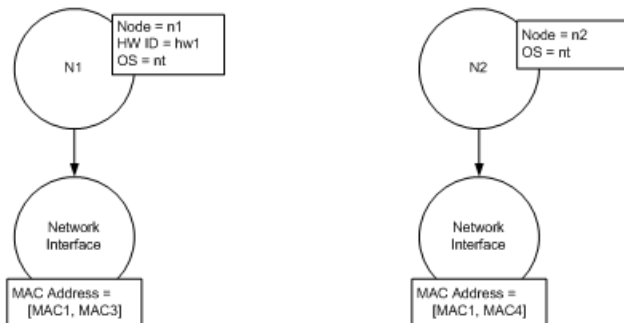 Node = n1
HW ID = hw1
OS = nt
N1
Network
Interface
MAC Address =
[MAC1, MAC3]
Node = n2
OS = nt
N2
Network
Interface
MAC Address =
[MAC1, MAC4]